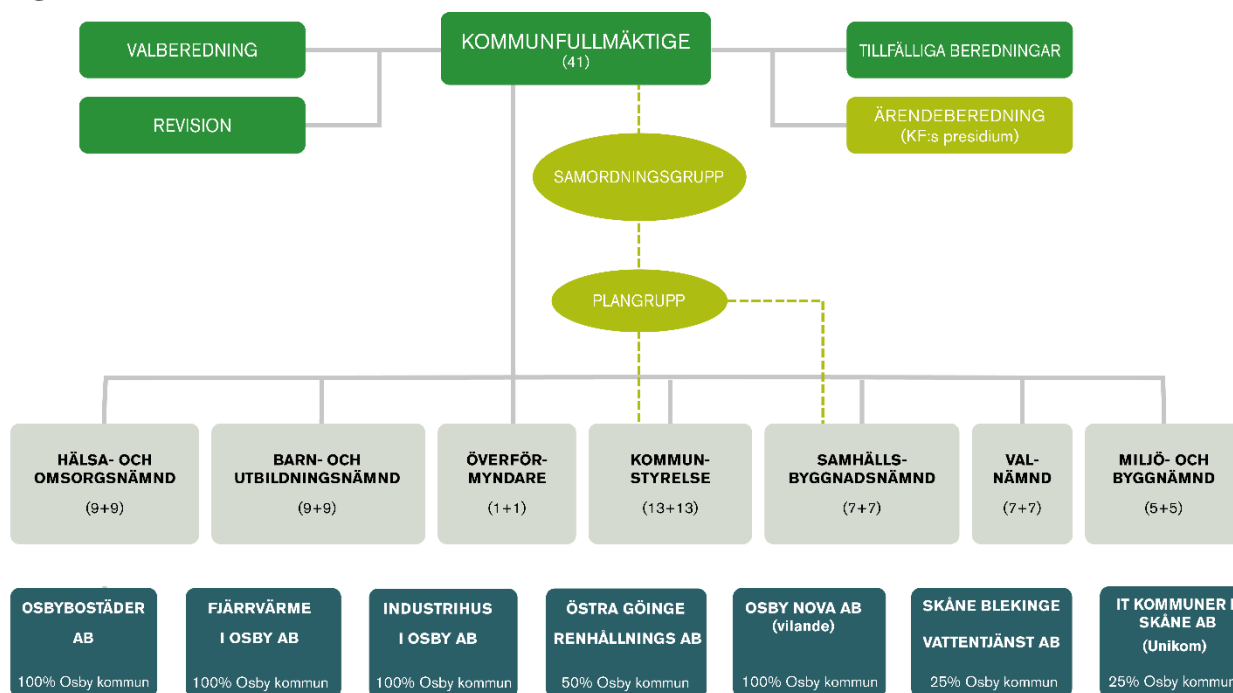 VALBEREDNING
KOMMUNFULLMÄKTIGE
(41)
TILLFÄLLIGA BEREDNINGAR
REVISION
ÄRENDEBEREDNING
(KF:s presidium)
SAMORDNINGSGRUPP
PLANGRUPP
HÄLSA- OCH
OMSORGSNÄMND
(9+9)
BARN- OCH
UTBILDNINGSNÄMND
(9+9)
ÖVERFÖR-
MYNDARE
(1+1)
KOMMUN-
STYRELSE
(13+13)
SAMHÄLLS-
BYGGNADSNÄMND
(7+7)
VAL-
NÄMND
(7+7)
MILJÖ- OCH
BYGGNÄMND
(5+5)
OSBYBOSTÄDER
AB
100% Osby kommun
FJÄRRVÄRME
I OSBY AB
100% Osby kommun
INDUSTRIHUS
I OSBY AB
100% Osby kommun
ÖSTRA GÖINGE
RENHÅLLNINGS AB
50% Osby kommun
OSBY NOVA AB
(vilande)
100% Osby kommun
SKÅNE BLEKINGE
VATTENTJÄNST AB
25% Osby kommun
IT KOMMUNER I
SKÅNE AB
(Unikom)
25% Osby kommun